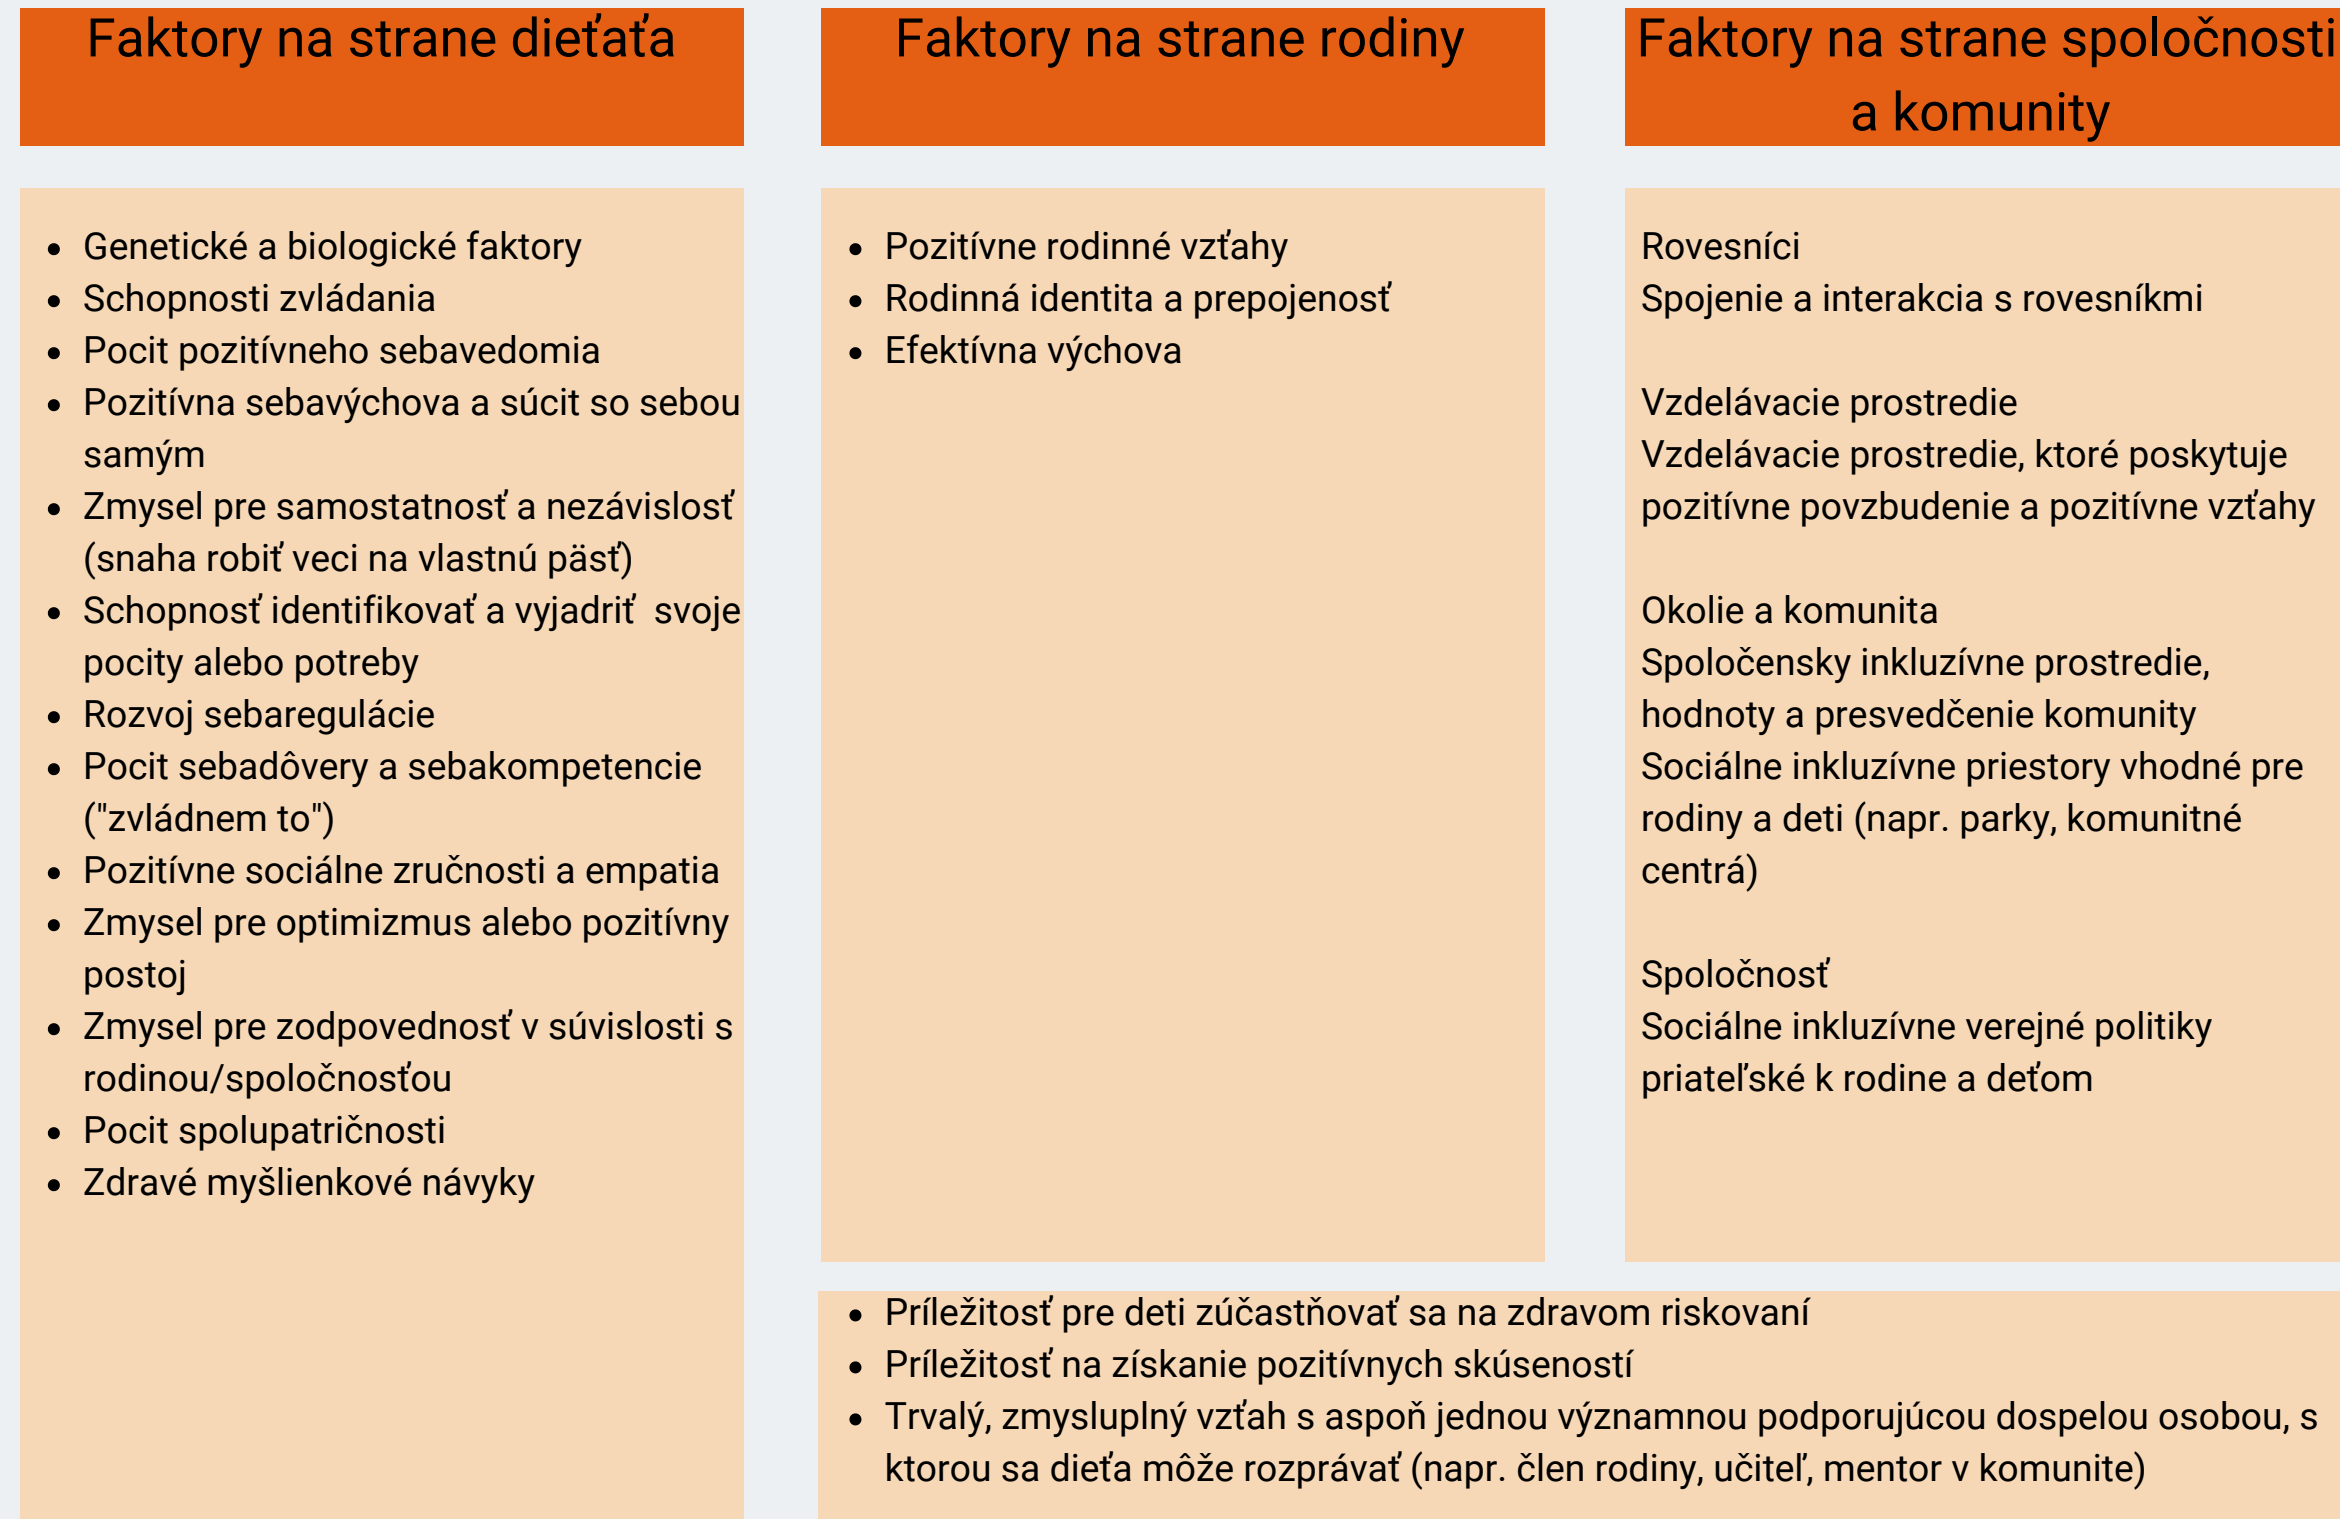 Faktory na strane dieťaťa
Genetické a biologické faktory
Schopnosti zvládania
Pocit pozitívneho sebavedomia
Pozitívna sebavýchova a súcit so sebou
samým
Zmysel pre samostatnosť a nezávislosť
(snaha robiť veci na vlastnú päsť)
Schopnosť identifikovať a vyjadriť  svoje
pocity alebo potreby
Rozvoj sebaregulácie
Pocit sebadôvery a sebakompetencie
("zvládnem to")
Pozitívne sociálne zručnosti a empatia
Zmysel pre optimizmus alebo pozitívny
postoj
Zmysel pre zodpovednosť v súvislosti s
rodinou/spoločnosťou
Pocit spolupatričnosti
Zdravé myšlienkové návyky
Faktory na strane rodiny
Pozitívne rodinné vzťahy
Rodinná identita a prepojenosť
Efektívna výchova
Faktory na strane spoločnosti
a komunity
Rovesníci
Spojenie a interakcia s rovesníkmi
Vzdelávacie prostredie
Vzdelávacie prostredie, ktoré poskytuje
pozitívne povzbudenie a pozitívne vzťahy
Okolie a komunita
Spoločensky inkluzívne prostredie,
hodnoty a presvedčenie komunity
Sociálne inkluzívne priestory vhodné pre
rodiny a deti (napr. parky, komunitné
centrá)
Spoločnosť
Sociálne inkluzívne verejné politiky
priateľské k rodine a deťom
Príležitosť pre deti zúčastňovať sa na zdravom riskovaní
Príležitosť na získanie pozitívnych skúseností
Trvalý, zmysluplný vzťah s aspoň jednou významnou podporujúcou dospelou osobou, s
ktorou sa dieťa môže rozprávať (napr. člen rodiny, učiteľ, mentor v komunite)